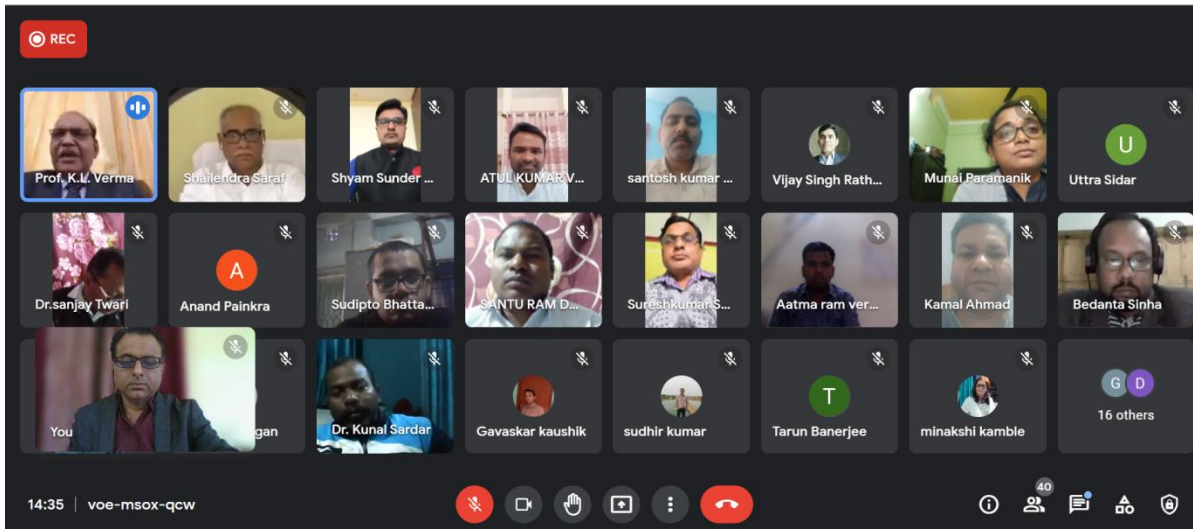 REC
Prof. K.L. Verma
Shailendra Saraf
Shyam Sunder ...
ATUL KUMAR V...
santosh kumar ...
Vijay Singh Rath...
Munai Paramanik
U
Uttra Sidar
Dr.sanjay Twari
A
Anand Painkra
Sudipto Bhatta...
SANTU RAM D...
Sureshkumar S...
Aatma ram ver...
Kamal Ahmad
Bedanta Sinha
You
gan
Dr. Kunal Sardar
Gavaskar kaushik
sudhir kumar
T
Tarun Banerjee
minakshi kamble
G D
16 others
14:35 | voe-msox-qcw
40